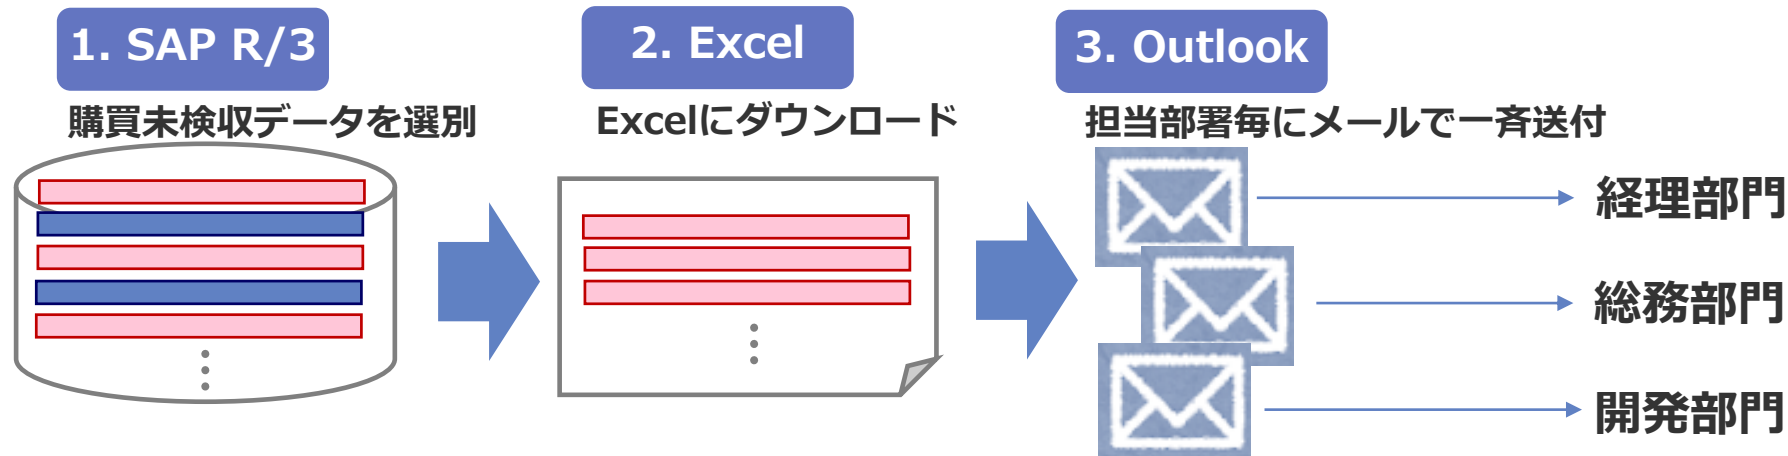 1. SAP R/3
購買未検収データを選別
2. Excel
Excelにダウンロード
3. Outlook
担当部署毎にメールで一斉送付
経理部門
総務部門
開発部門